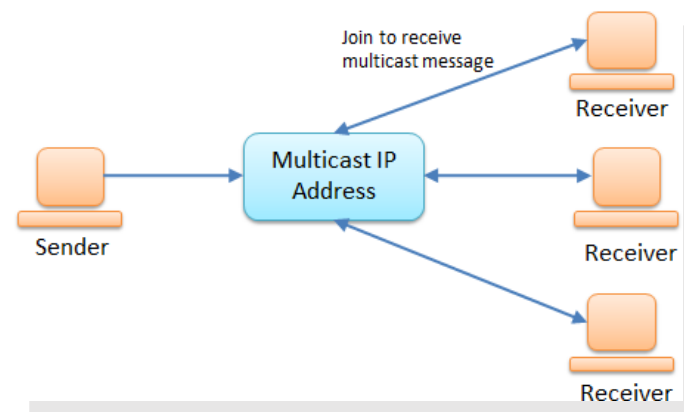 Join to receive
multicast message
Receiver
Multicast IP
Address
Sender
Receiver
Receiver